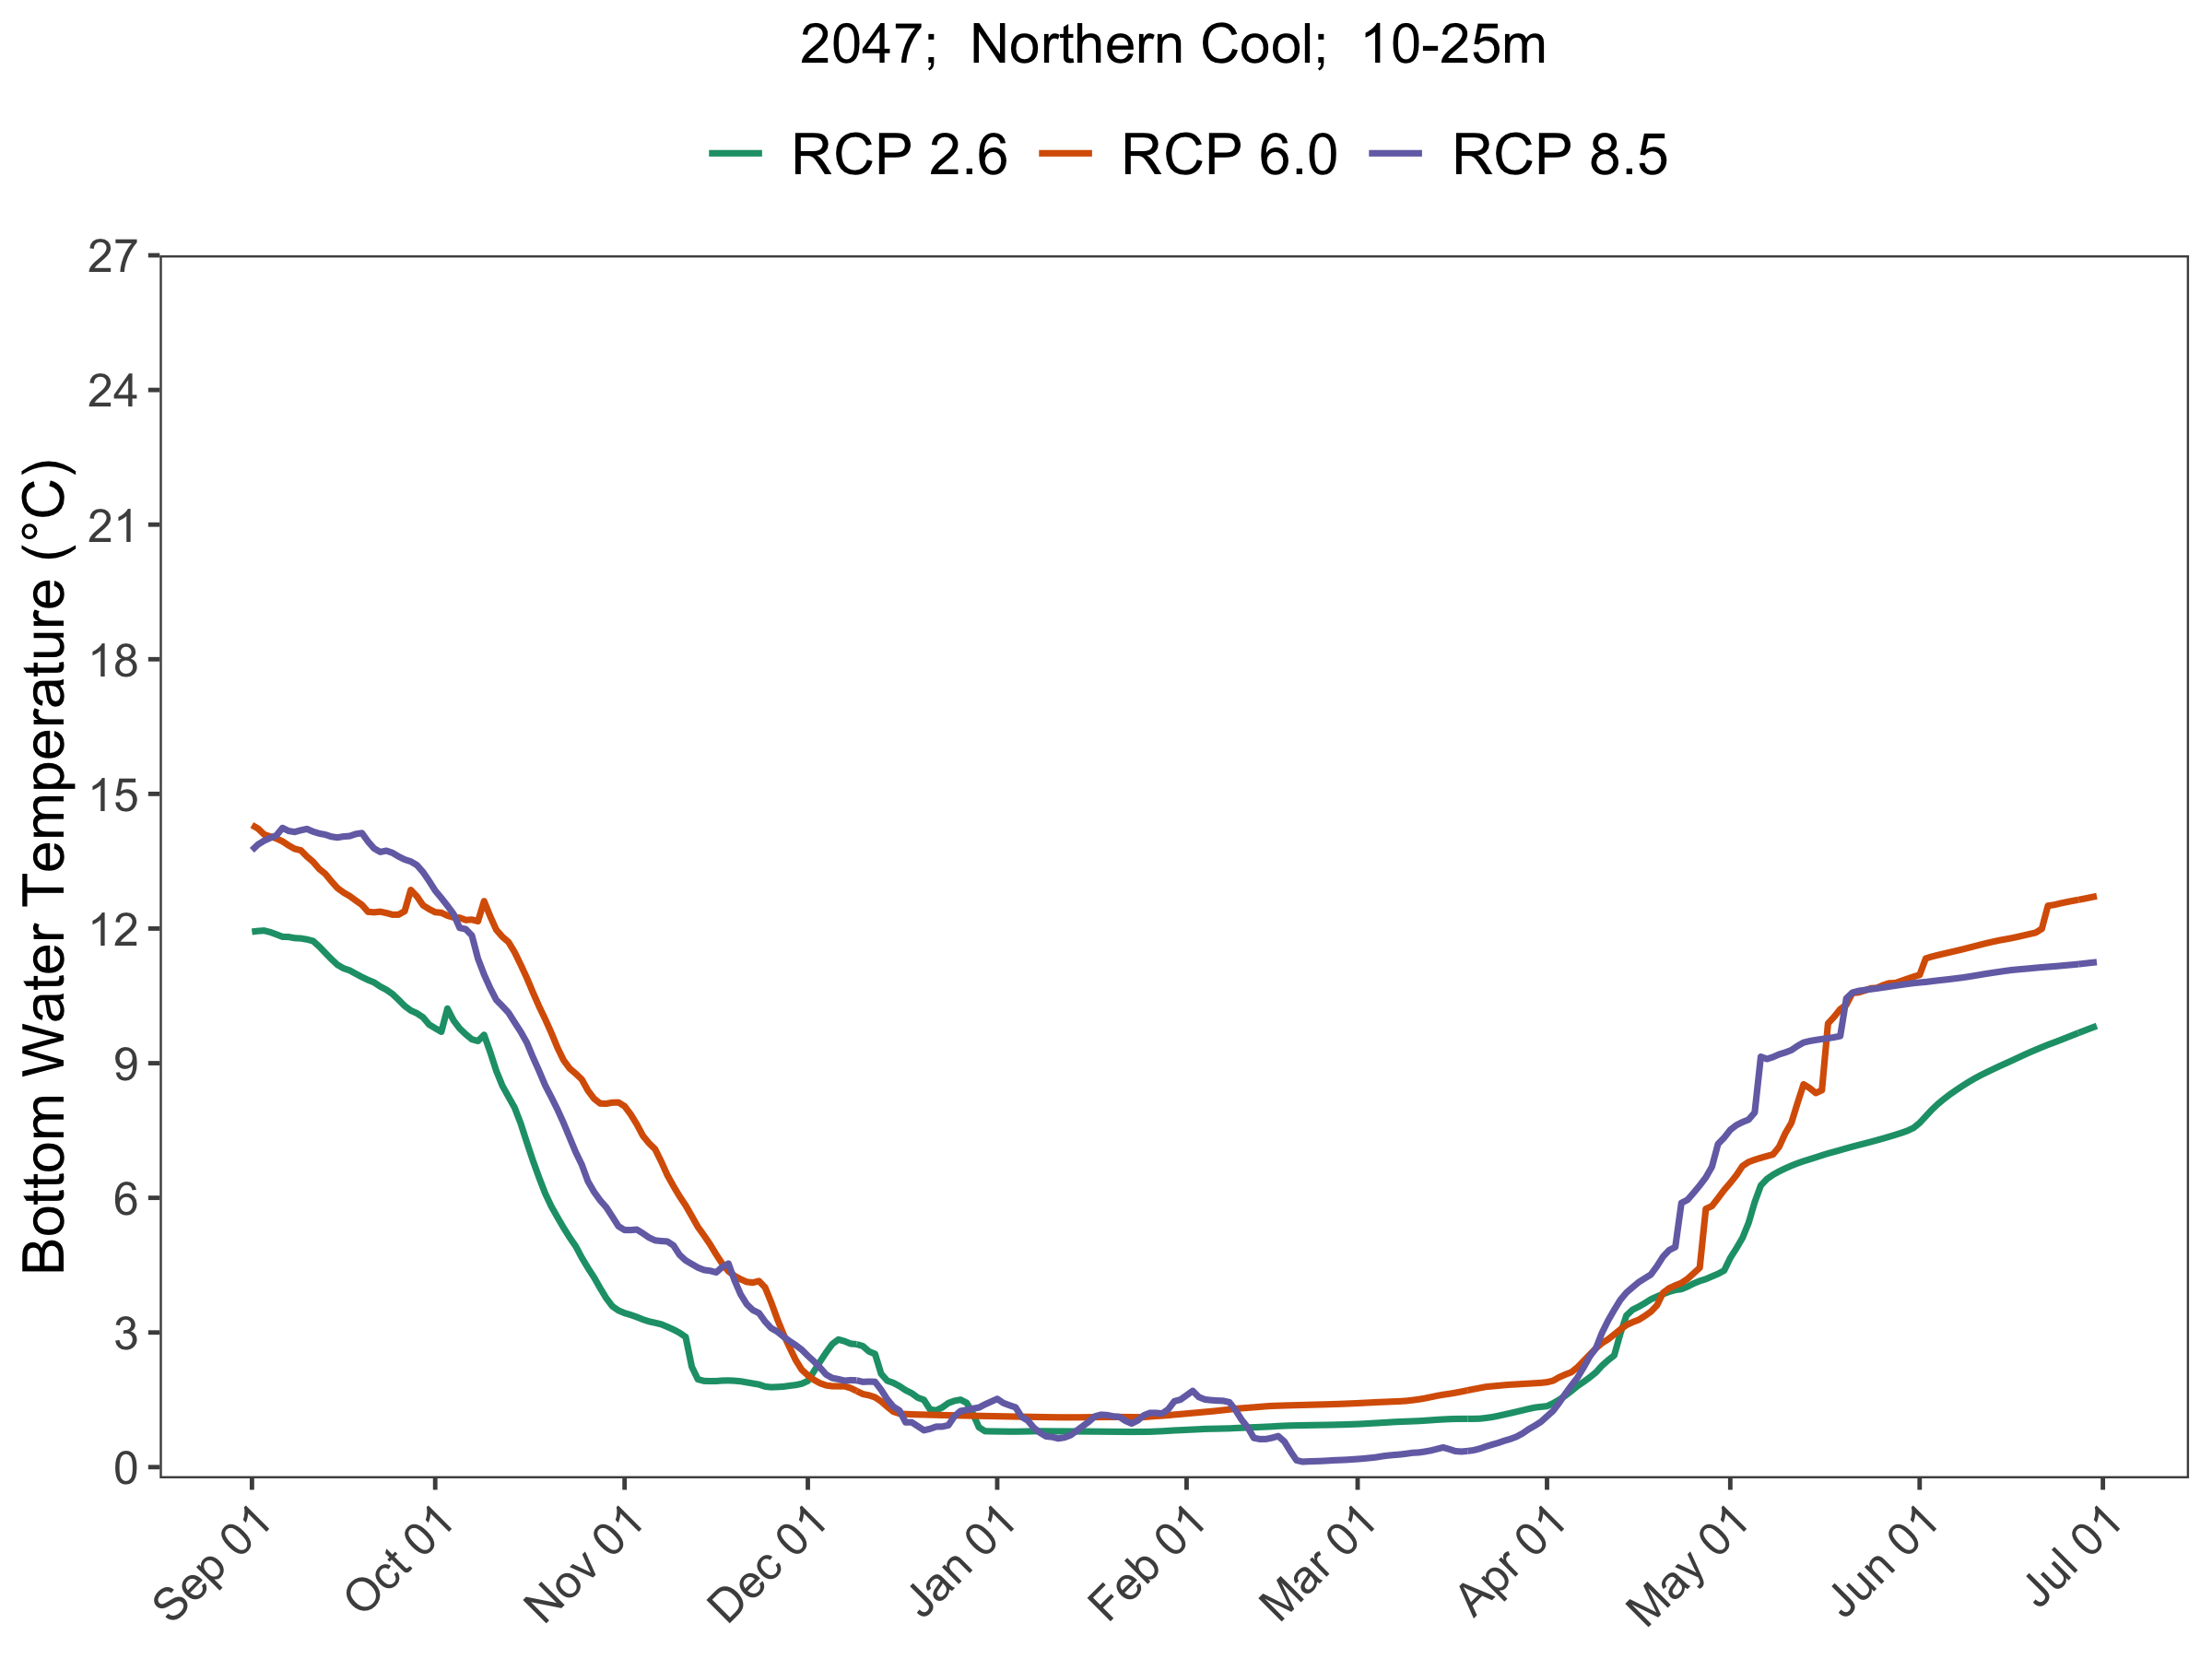 2047;  Northern Cool;  10-25m
RCP 2.6 RCP 6.0 RCP 8.5
Bottom Water Temperature (°C)
27
24
21
18
15
12
9
6
3
0
Sep 01 Oct 01 Nov 01 Dec 01 Jan 01 Feb 01 Mar 01 Apr 01 May 01 Jun 01 Jul 01